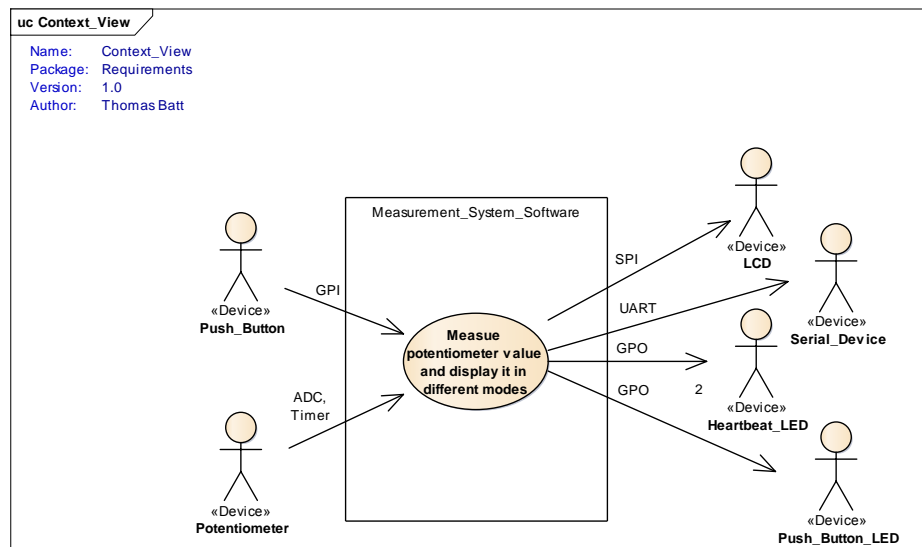 uc Context_View
Name: Context_View
Package: Requirements
Version: 1.0
Author: Thomas Batt
Measurement_System_Software
«Device»
Push_Button
GPI
«Device»
Potentiometer
ADC,
Timer
Measue
potentiometer value
and display it in
different modes
SPI
«Device»
LCD
UART
«Device»
Serial_Device
GPO
2
«Device»
Heartbeat_LED
GPO
«Device»
Push_Button_LED